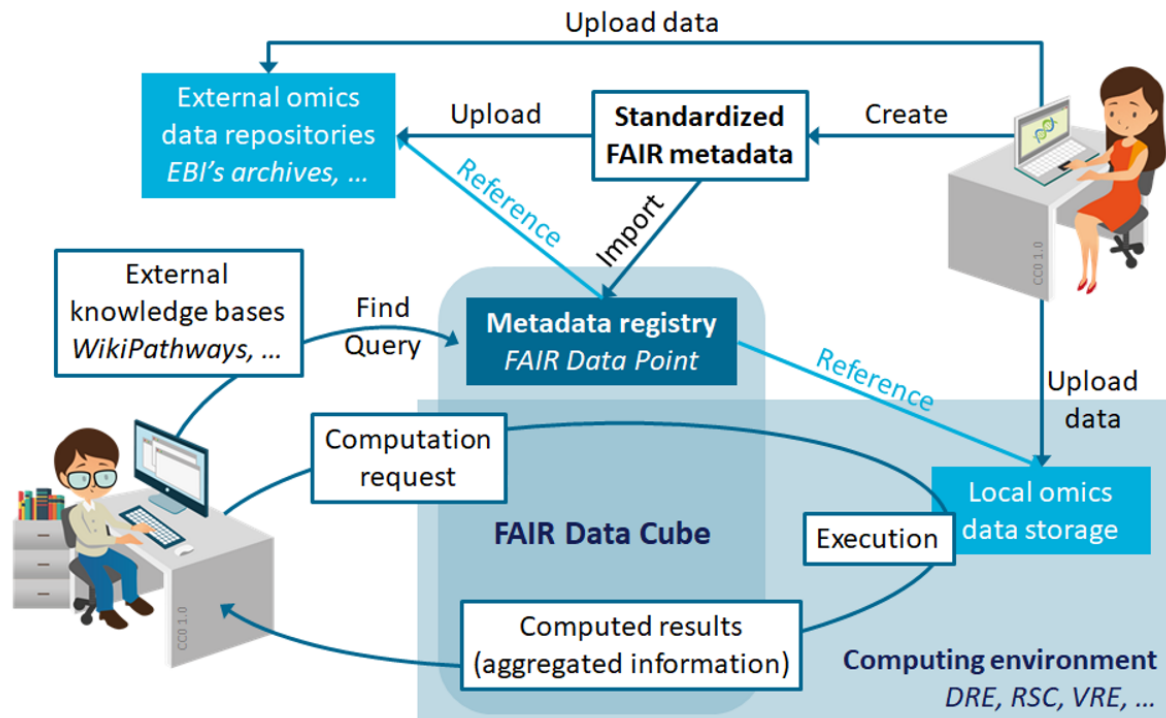 Upload data
External omics
data repositories
EBI's archives, ...
Upload
Standardized
FAIR metadata
Create
Reference
Import
CC0 1.0
External
knowledge bases
WikiPathways, ...
Find
Query
Metadata registry
FAIR Data Point
Reference
Upload
data
Computation
request
Local omics
data storage
FAIR Data Cube
Execution
CC0 1.0
Computed results
(aggregated information)
Computing environment
DRE, RSC, VRE, ...